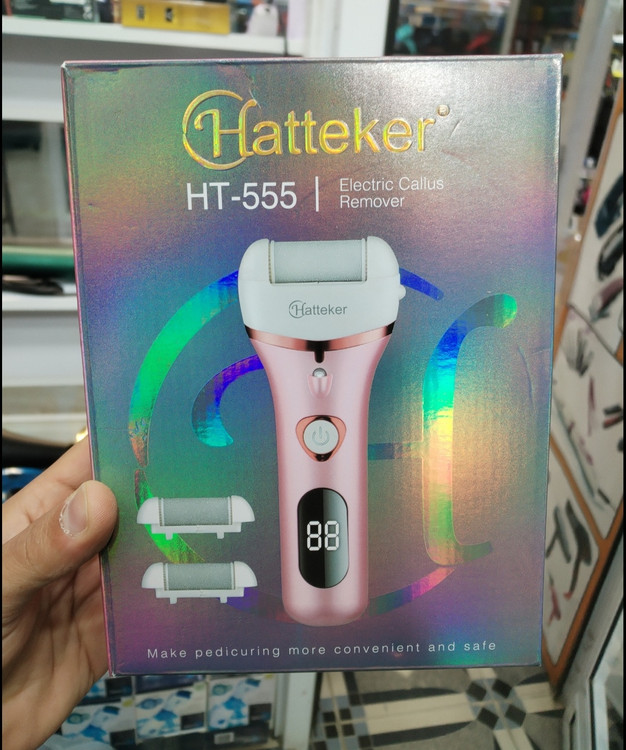 Hatteker®
HT-555 | Electric Callus
Remover
Hatteker
88
Make pedicuring more convenient and safe